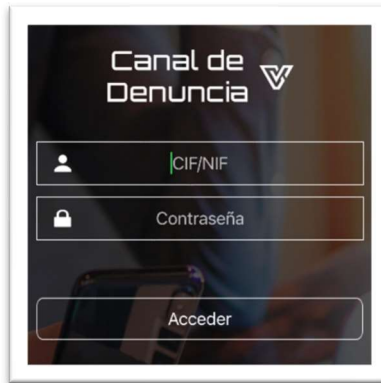 Canal de
Denuncia
CIF/NIF
Contraseña
Acceder